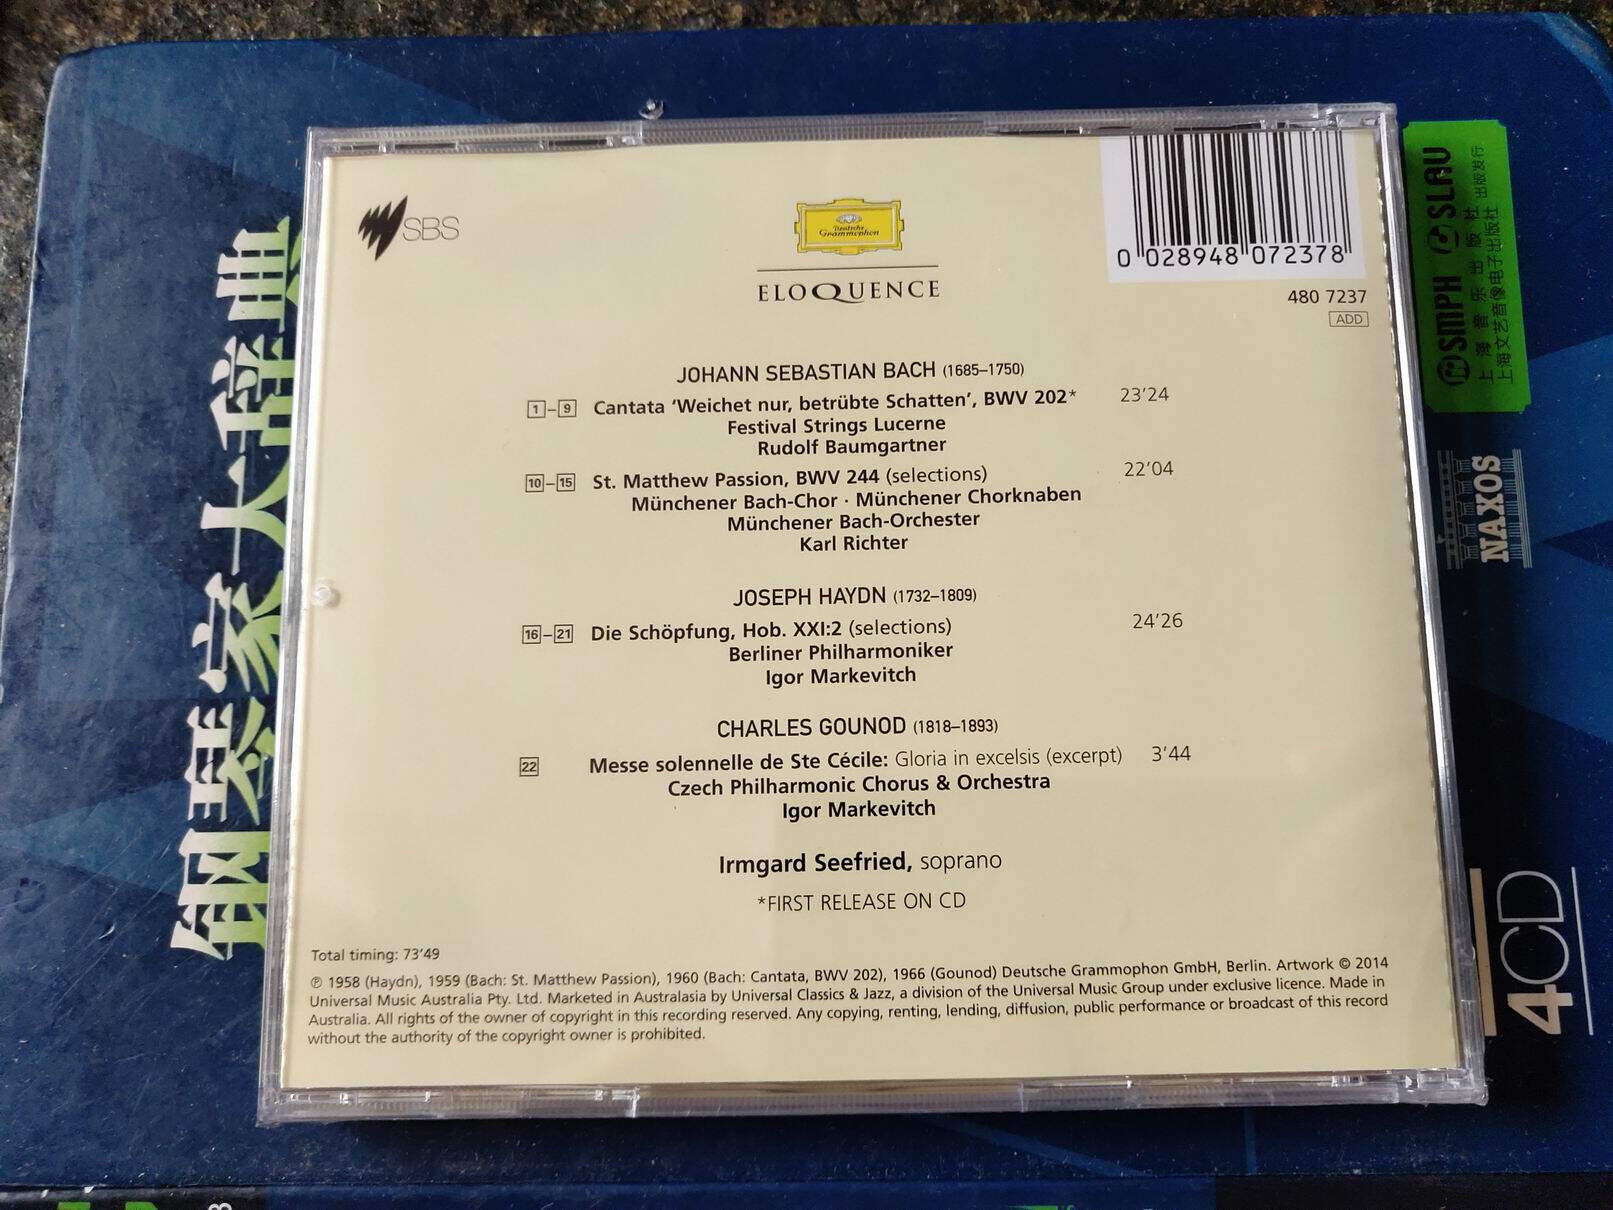 SBS
Deutsche
Grammophon
ELOQUENCE
0 028948 072378
480 7237
ADD
JOHANN SEBASTIAN BACH (1685–1750)
1–9 Cantata ‘Weichet nur, betrübte Schatten’, BWV 202* 23’24
Festival Strings Lucerne
Rudolf Baumgartner
10–15 St. Matthew Passion, BWV 244 (selections) 22’04
Münchener Bach-Chor · Münchener Chorknaben
Münchener Bach-Orchester
Karl Richter
JOSEPH HAYDN (1732–1809)
16–21 Die Schöpfung, Hob. XXI:2 (selections) 24’26
Berliner Philharmoniker
Igor Markevitch
CHARLES GOUNOD (1818–1893)
22 Messe solennelle de Ste Cécile: Gloria in excelsis (excerpt) 3’44
Czech Philharmonic Chorus & Orchestra
Igor Markevitch
Irmgard Seefried, soprano
*FIRST RELEASE ON CD
Total timing: 73’49
℗ 1958 (Haydn), 1959 (Bach: St. Matthew Passion), 1960 (Bach: Cantata, BWV 202), 1966 (Gounod) Deutsche Grammophon GmbH, Berlin. Artwork © 2014
Universal Music Australia Pty. Ltd. Marketed in Australasia by Universal Classics & Jazz, a division of the Universal Music Group under exclusive licence. Made in
Australia. All rights of the owner of copyright in this recording reserved. Any copying, renting, lending, diffusion, public performance or broadcast of this record
without the authority of the copyright owner is prohibited.
钢琴家大辞典
SMPH SLAV
上海音乐出版社 出版发行
上海文艺音像电子出版社
NAXOS
4CD